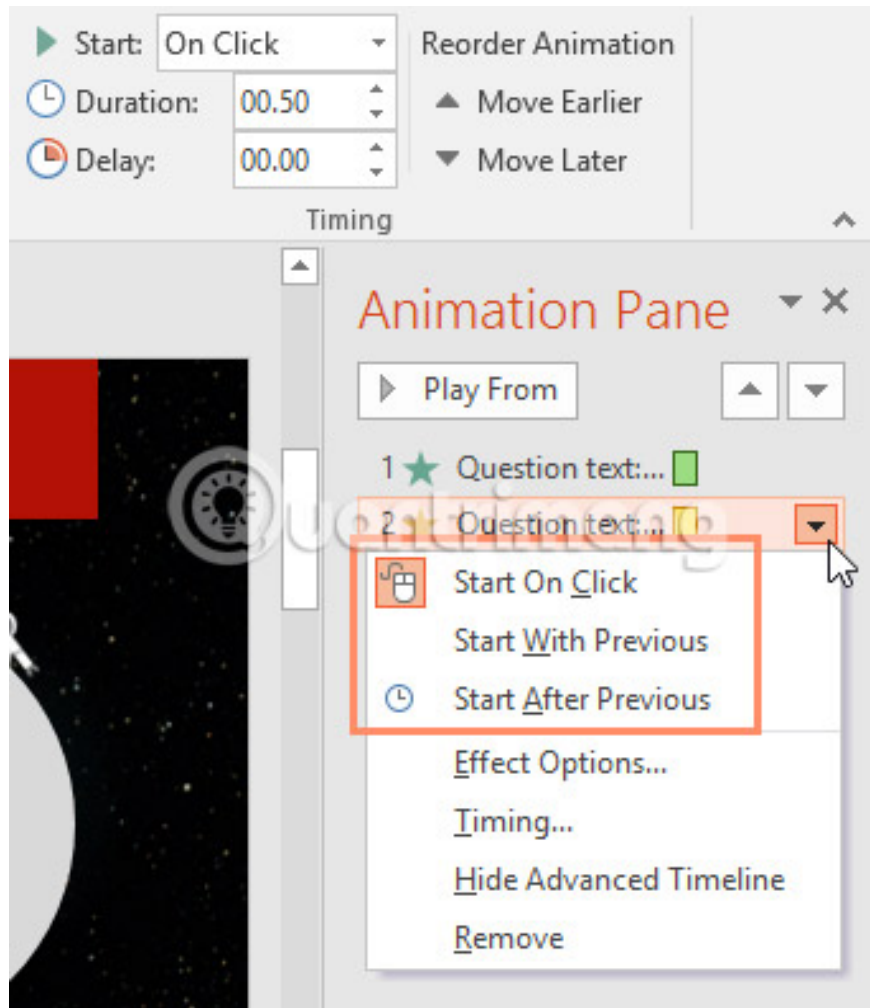 Start: On Click
Reorder Animation
Duration: 00.50
Move Earlier
Delay: 00.00
Move Later
Timing
Animation Pane
Play From
1 Question text:...
2 Question text:...
Quantrimang
Start On Click
Start With Previous
Start After Previous
Effect Options...
Timing...
Hide Advanced Timeline
Remove